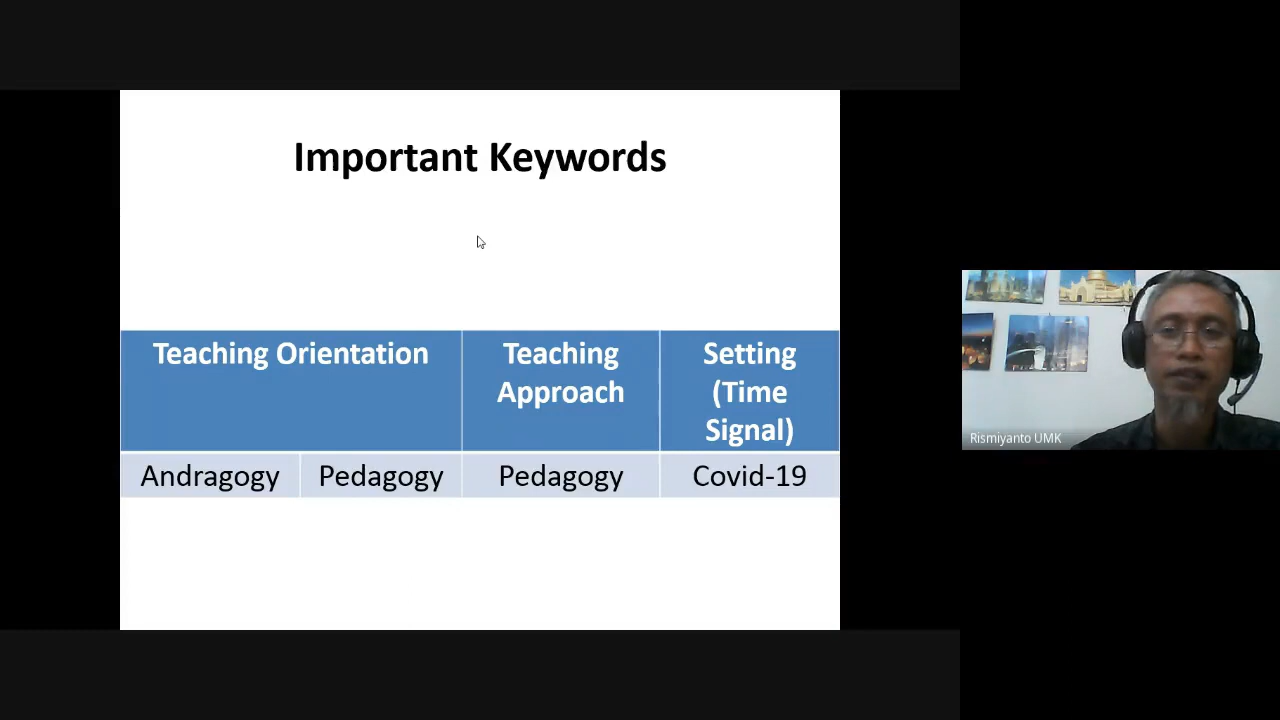 Important Keywords
Teaching Orientation
Teaching
Approach
Setting
(Time
Signal)
Andragogy
Pedagogy
Pedagogy
Covid-19
Rismiyanto UMK